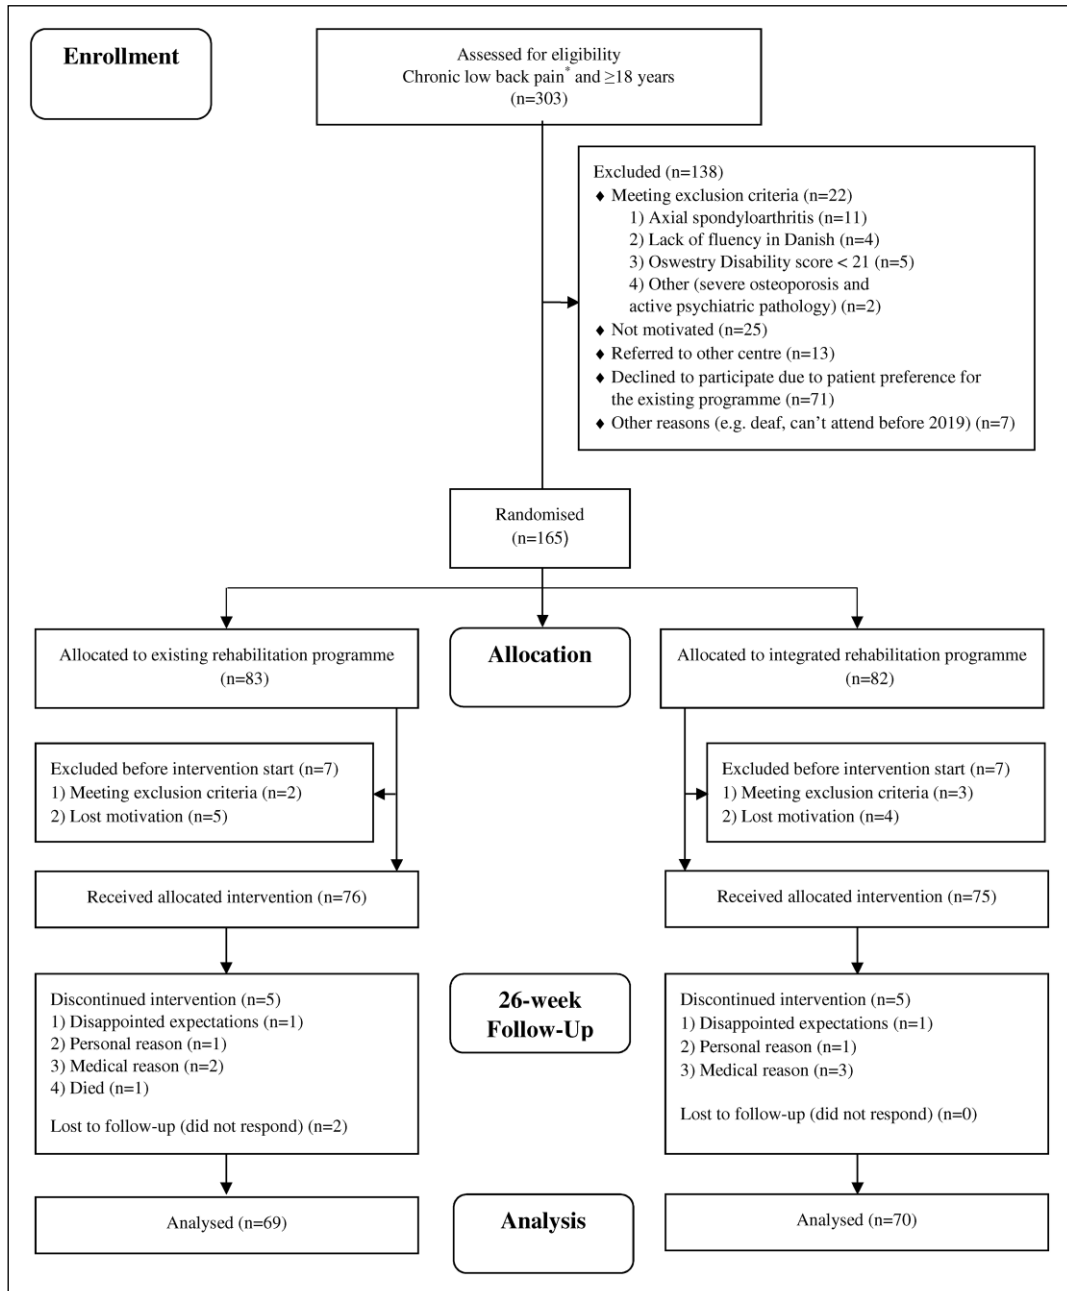 Enrollment
Assessed for eligibility
Chronic low back pain* and ≥18 years
(n=303)
Excluded (n=138)
♦ Meeting exclusion criteria (n=22)
1) Axial spondyloarthritis (n=11)
2) Lack of fluency in Danish (n=4)
3) Oswestry Disability score < 21 (n=5)
4) Other (severe osteoporosis and
active psychiatric pathology) (n=2)
♦ Not motivated (n=25)
♦ Referred to other centre (n=13)
♦ Declined to participate due to patient preference for
the existing programme (n=71)
♦ Other reasons (e.g. deaf, can't attend before 2019) (n=7)
Randomised
(n=165)
Allocation
Allocated to existing rehabilitation programme
(n=83)
Allocated to integrated rehabilitation programme
(n=82)
Excluded before intervention start (n=7)
1) Meeting exclusion criteria (n=2)
2) Lost motivation (n=5)
Excluded before intervention start (n=7)
1) Meeting exclusion criteria (n=3)
2) Lost motivation (n=4)
Received allocated intervention (n=76)
Received allocated intervention (n=75)
26-week
Follow-Up
Discontinued intervention (n=5)
1) Disappointed expectations (n=1)
2) Personal reason (n=1)
3) Medical reason (n=2)
4) Died (n=1)
Lost to follow-up (did not respond) (n=2)
Discontinued intervention (n=5)
1) Disappointed expectations (n=1)
2) Personal reason (n=1)
3) Medical reason (n=3)
Lost to follow-up (did not respond) (n=0)
Analysis
Analysed (n=69)
Analysed (n=70)